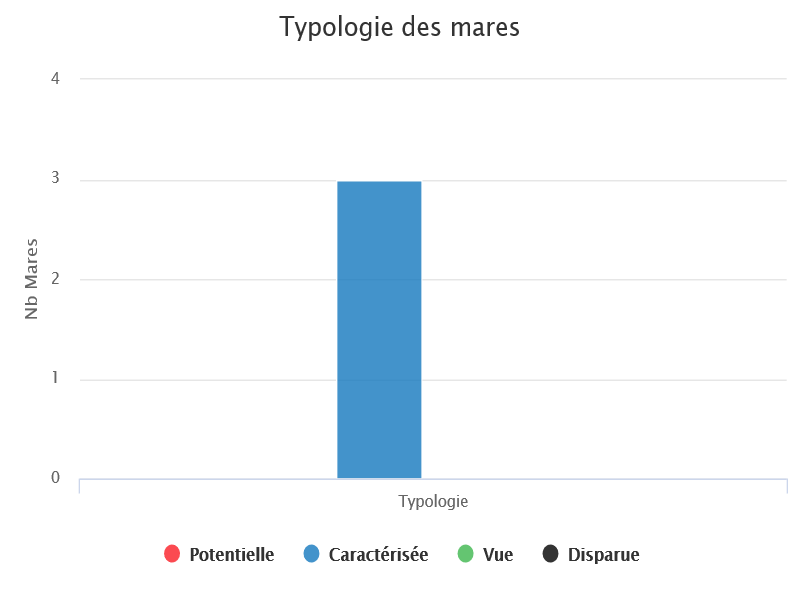 Typologie des mares
4
3
2
1
0
Nb Mares
Typologie
Potentielle Caractérisée Vue Disparue